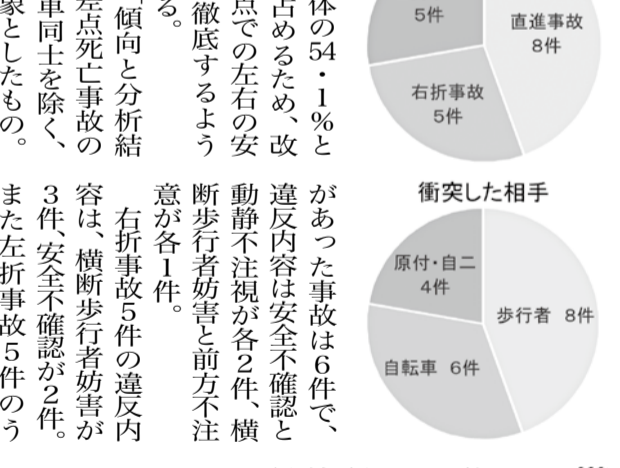 体の54・1％と
占めるため、改
点での左右の安
徹底するよう
る。
「傾向と分析結
差点死亡事故の
車同士を除く、
象としたもの。
5件
直進事故
8件
右折事故
5件
があった事故は6件で、
違反内容は安全不確認と
動静不注視が各2件、横
断歩行者妨害と前方不注
意が各1件。
右折事故5件の違反内
容は、横断歩行者妨害が
3件、安全不確認が2件。
また左折事故5件のう
衝突した相手
原付・自二
4件
歩行者 8件
自転車 6件